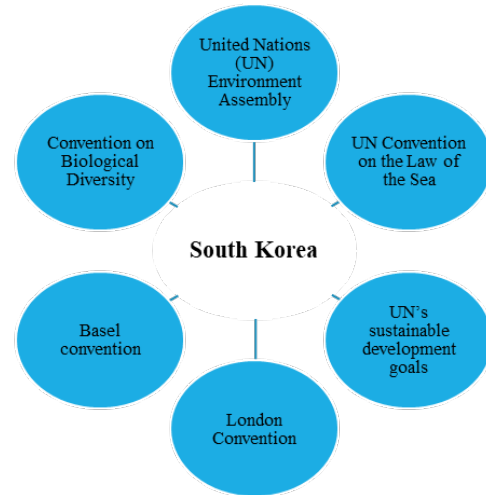 United Nations
(UN)
Environment
Assembly
UN Convention
on the Law of
the Sea
UN's
sustainable
development
goals
London
Convention
Basel
convention
Convention on
Biological
Diversity
South Korea